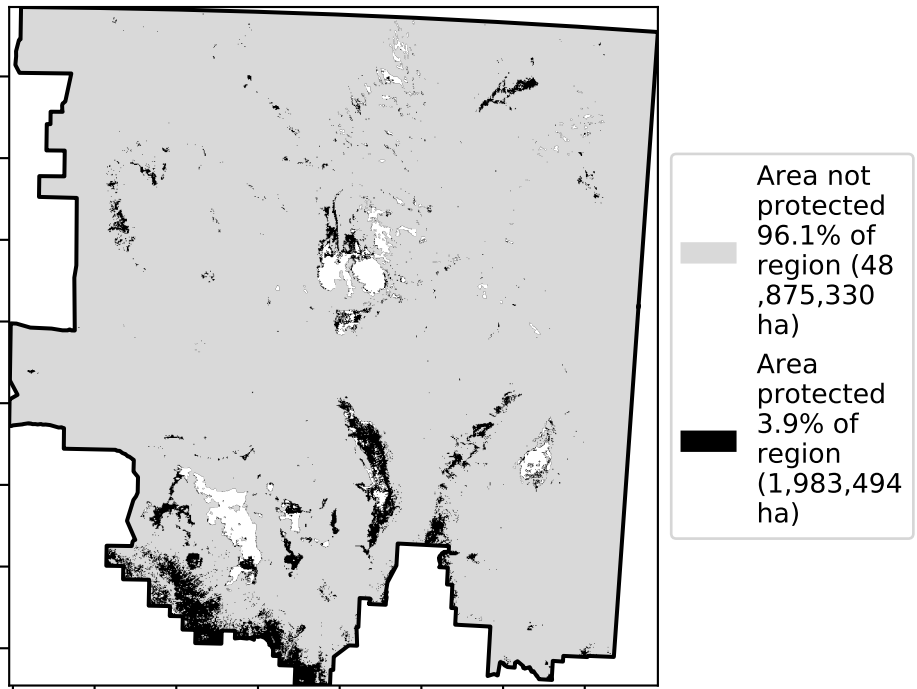 Area not
protected
96.1% of
region (48
,875,330
ha)
Area
protected
3.9% of
region
(1,983,494
ha)